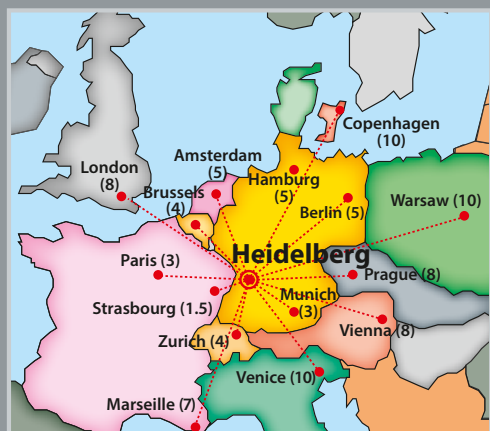 Copenhagen
(10)
Amsterdam
(5)
London
(8)
Hamburg
(5)
Brussels
(4)
Berlin (5)
Warsaw (10)
Heidelberg
Paris (3)
Prague (8)
Strasbourg (1.5)
Munich
(3)
Vienna (8)
Zurich (4)
Venice (10)
Marseille (7)